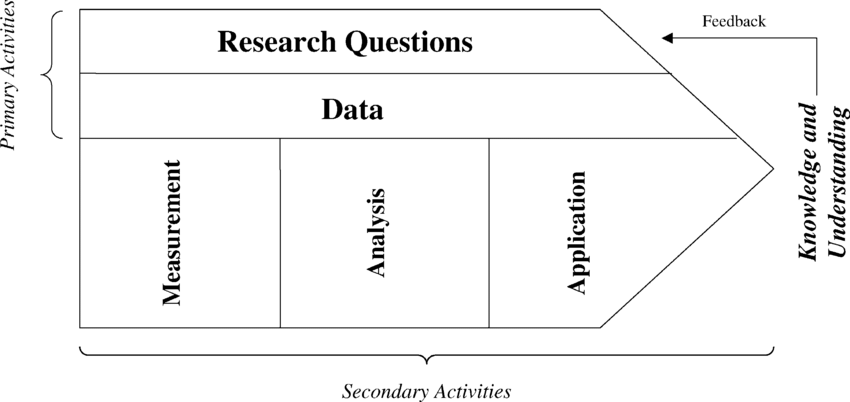 Primary Activities
Research Questions
Feedback
Data
Measurement
Analysis
Application
Knowledge and
Understanding
Secondary Activities